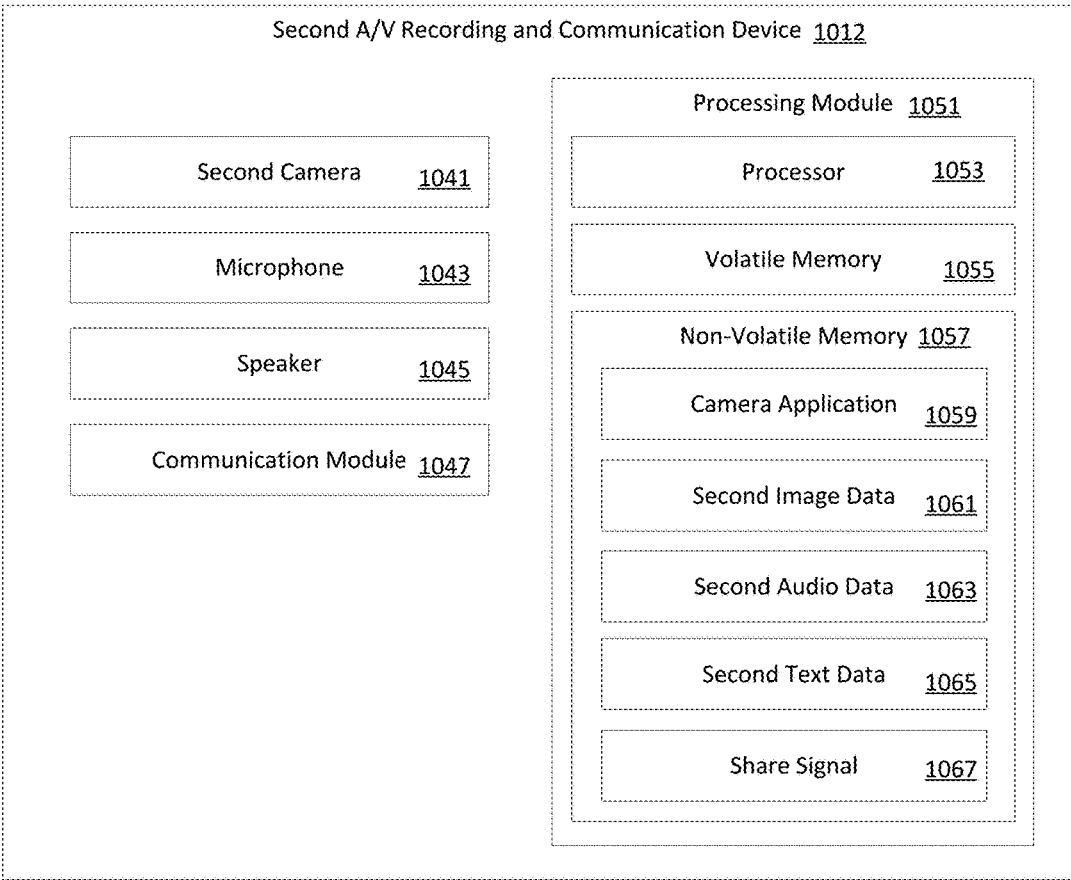 Second A/V Recording and Communication Device 1012
Second Camera 1041
Microphone 1043
Speaker 1045
Communication Module 1047
Processing Module 1051
Processor 1053
Volatile Memory 1055
Non-Volatile Memory 1057
Camera Application 1059
Second Image Data 1061
Second Audio Data 1063
Second Text Data 1065
Share Signal 1067